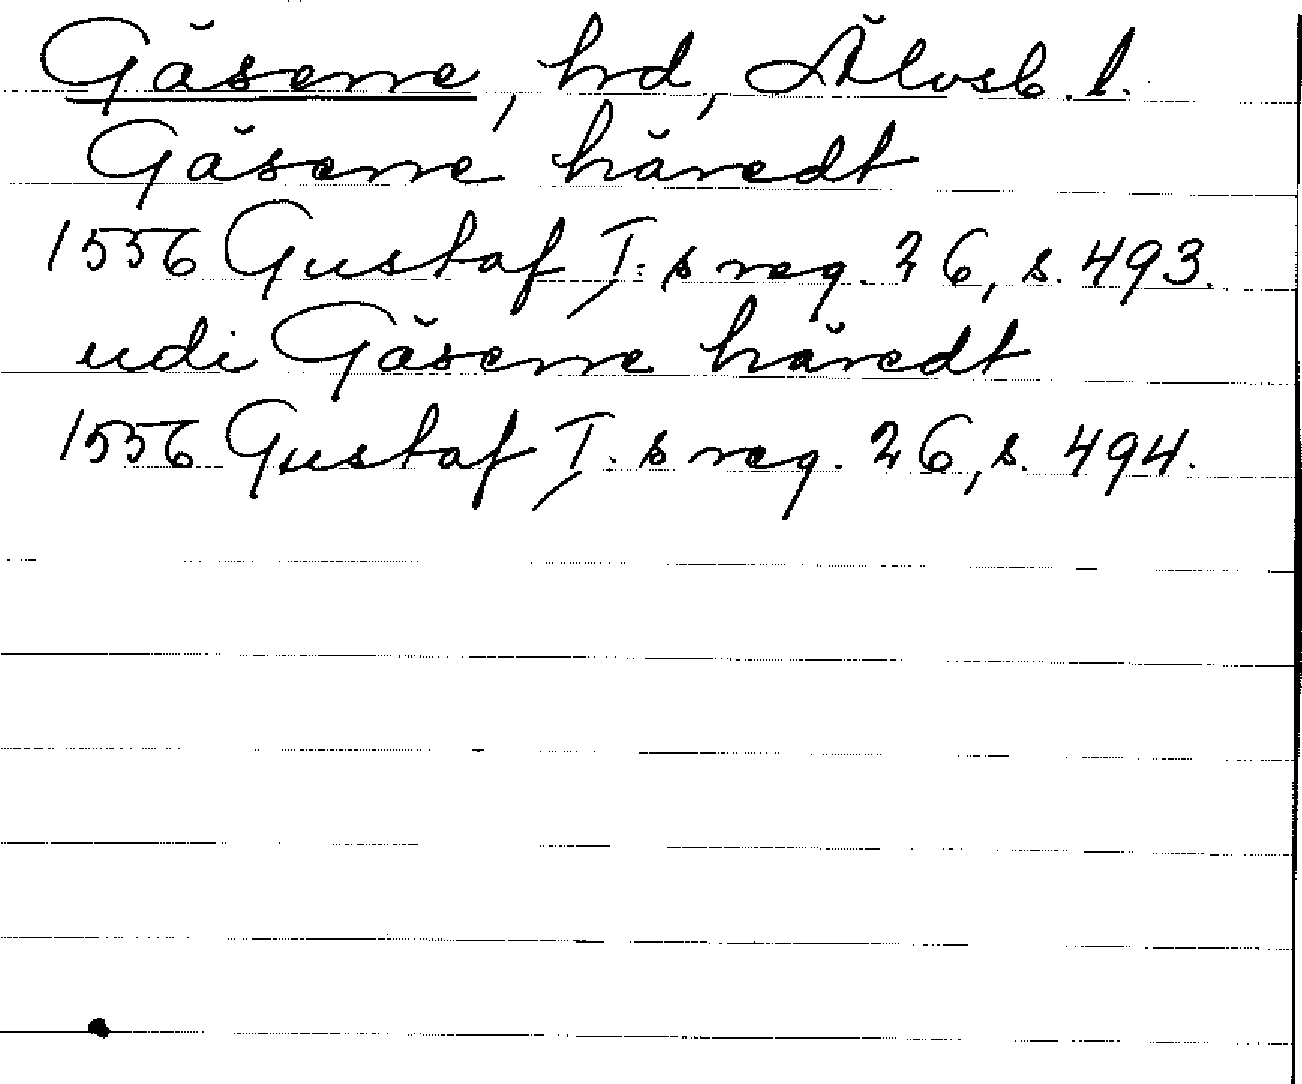 Gäsene, hd, Älvsb. l.
Gäsene häredt
1556 Gustaf I:s reg. 26, s. 493.
udi Gäsene häredt
1556 Gustaf I:s reg. 26, s. 494.